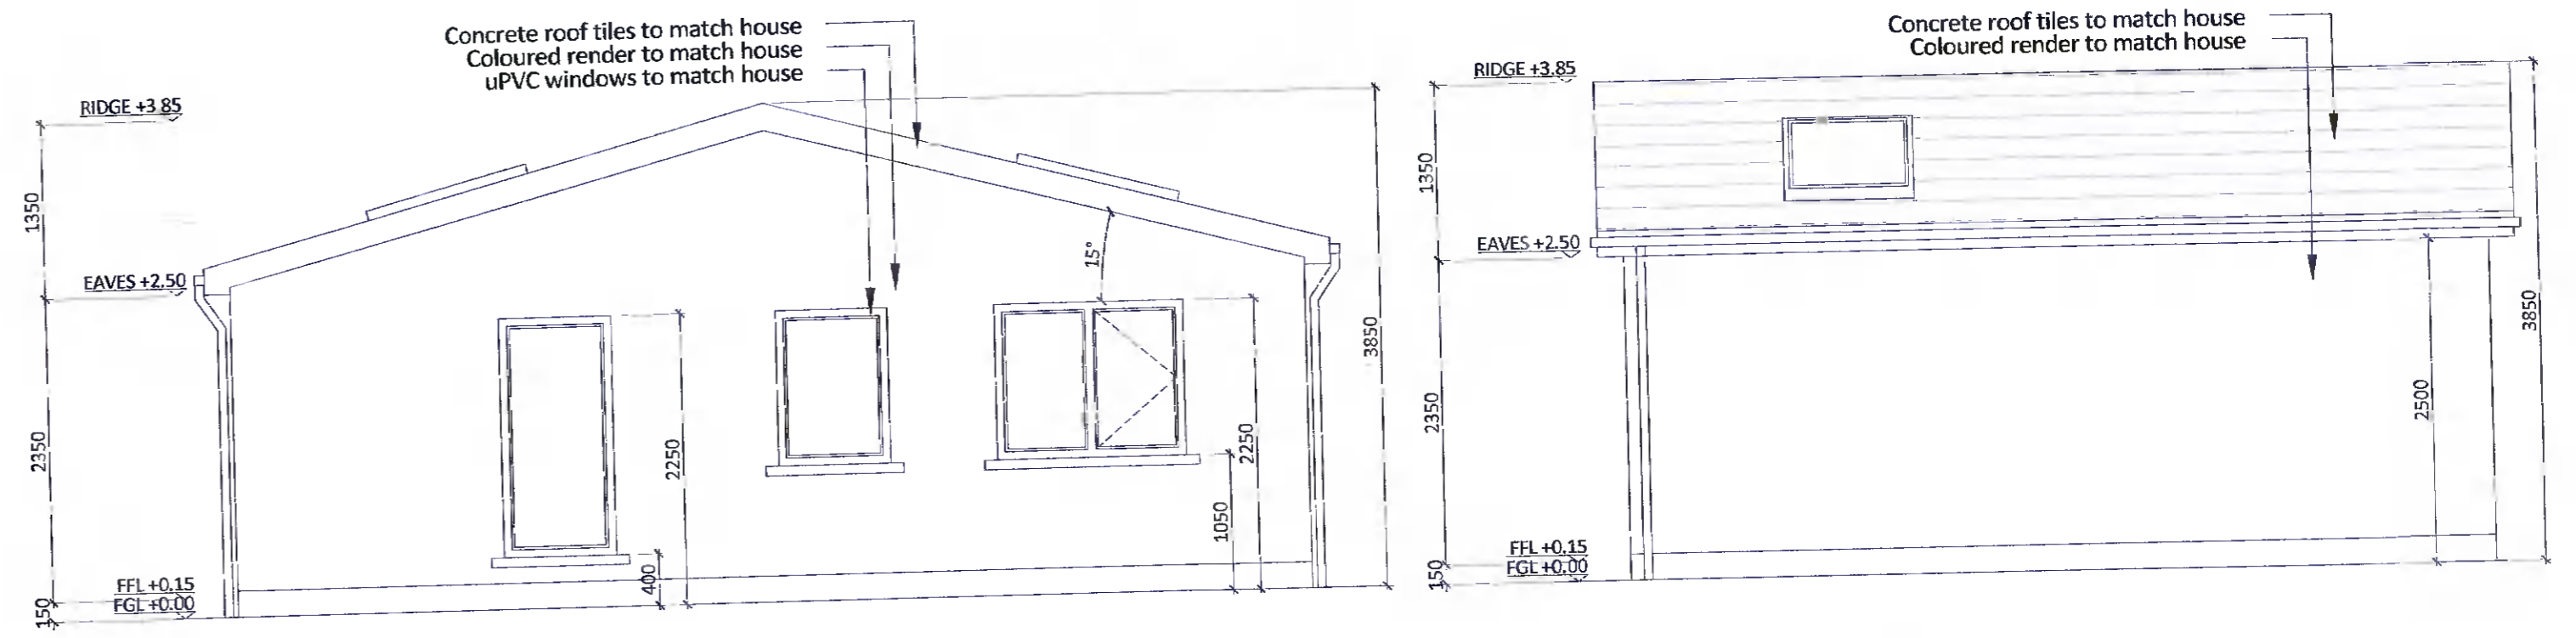 Concrete roof tiles to match house
Coloured render to match house
uPVC windows to match house
RIDGE +3.85
1350
EAVES +2.50
2350
FFL +0.15
FGL +0.00
150
400
2250
15°
1050
2250
3850
Concrete roof tiles to match house
Coloured render to match house
RIDGE +3.85
1350
EAVES +2.50
2350
FFL +0.15
FGL +0.00
150
2500
3850